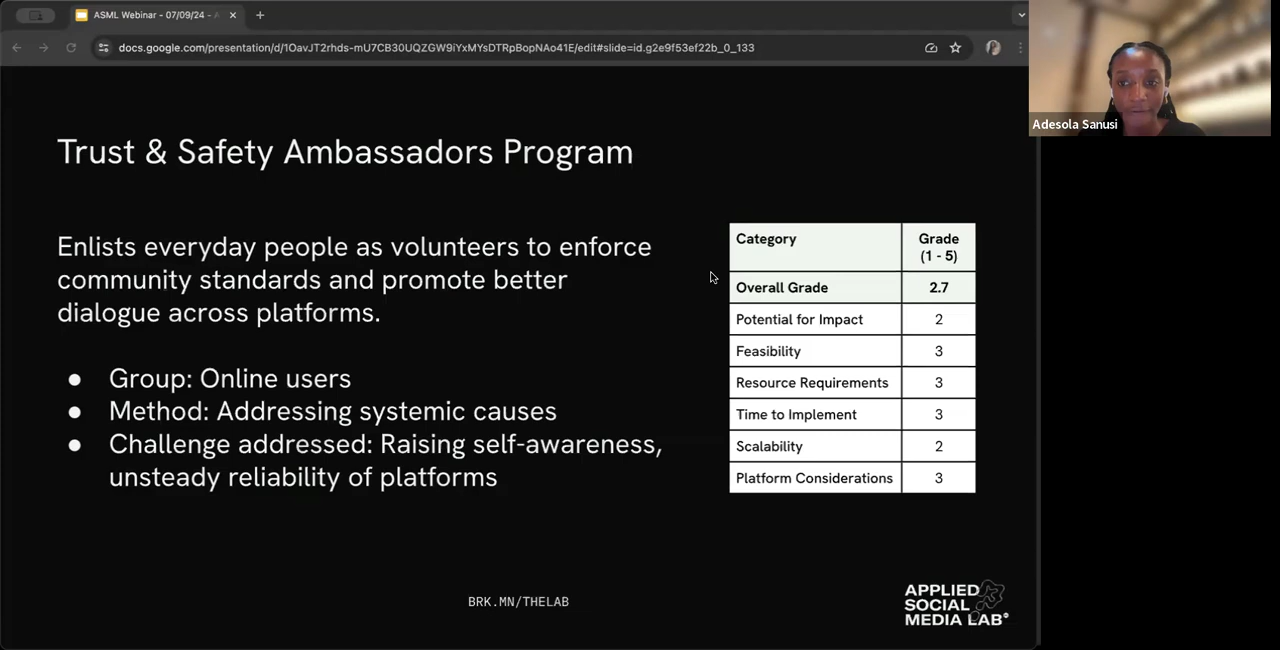 ASML Webinar - 07/09/24 - A
docs.google.com/presentation/d/1OavJT2rhds-mU7CB30UQZGW9iYxMYsDTRpBopNAo41E/edit#slide=id.g2e9f53ef22b_0_133
Adesola Sanusi
Trust & Safety Ambassadors Program
Enlists everyday people as volunteers to enforce
community standards and promote better
dialogue across platforms.
● Group: Online users
● Method: Addressing systemic causes
● Challenge addressed: Raising self-awareness,
unsteady reliability of platforms
Category Grade
(1 - 5)
Overall Grade 2.7
Potential for Impact 2
Feasibility 3
Resource Requirements 3
Time to Implement 3
Scalability 2
Platform Considerations 3
BRK.MN/THELAB
APPLIED
SOCIAL
MEDIA LAB